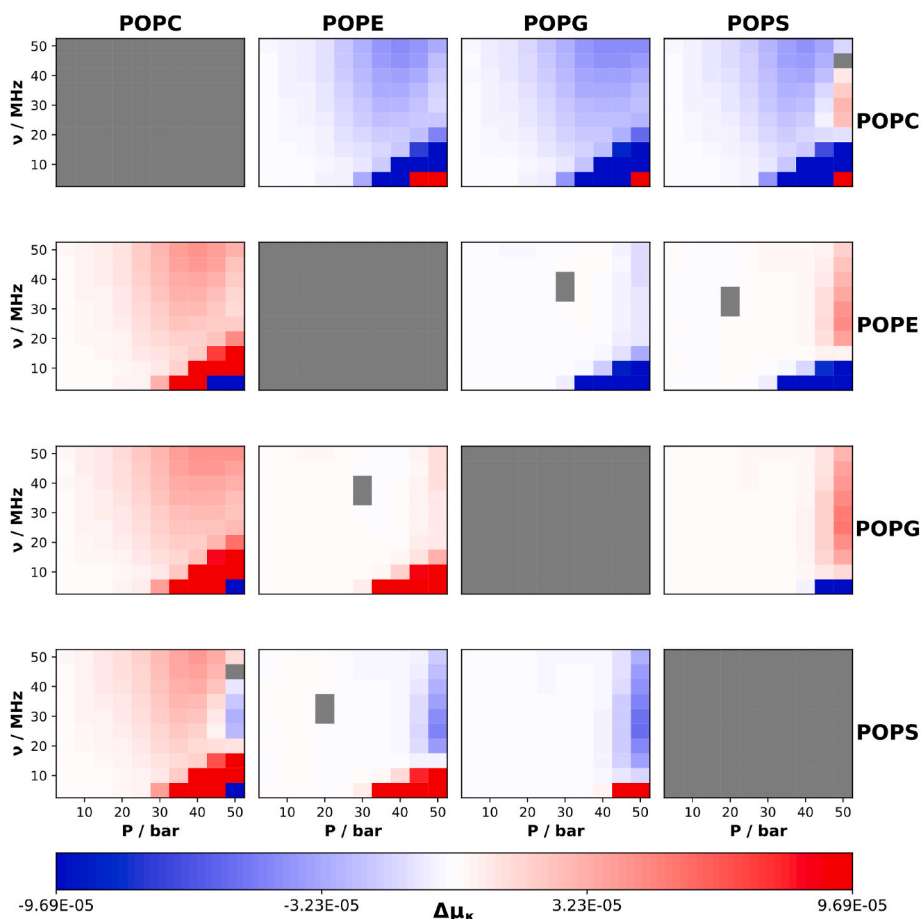 POPC POPE POPG POPS
ν / MHz
50
40
30
20
10
POPC
ν / MHz
50
40
30
20
10
POPE
ν / MHz
50
40
30
20
10
POPG
ν / MHz
50
40
30
20
10
POPS
10 20 30 40 50 10 20 30 40 50 10 20 30 40 50 10 20 30 40 50
P / bar P / bar P / bar P / bar
-9.69E-05 -3.23E-05 3.23E-05 9.69E-05
Δμκ